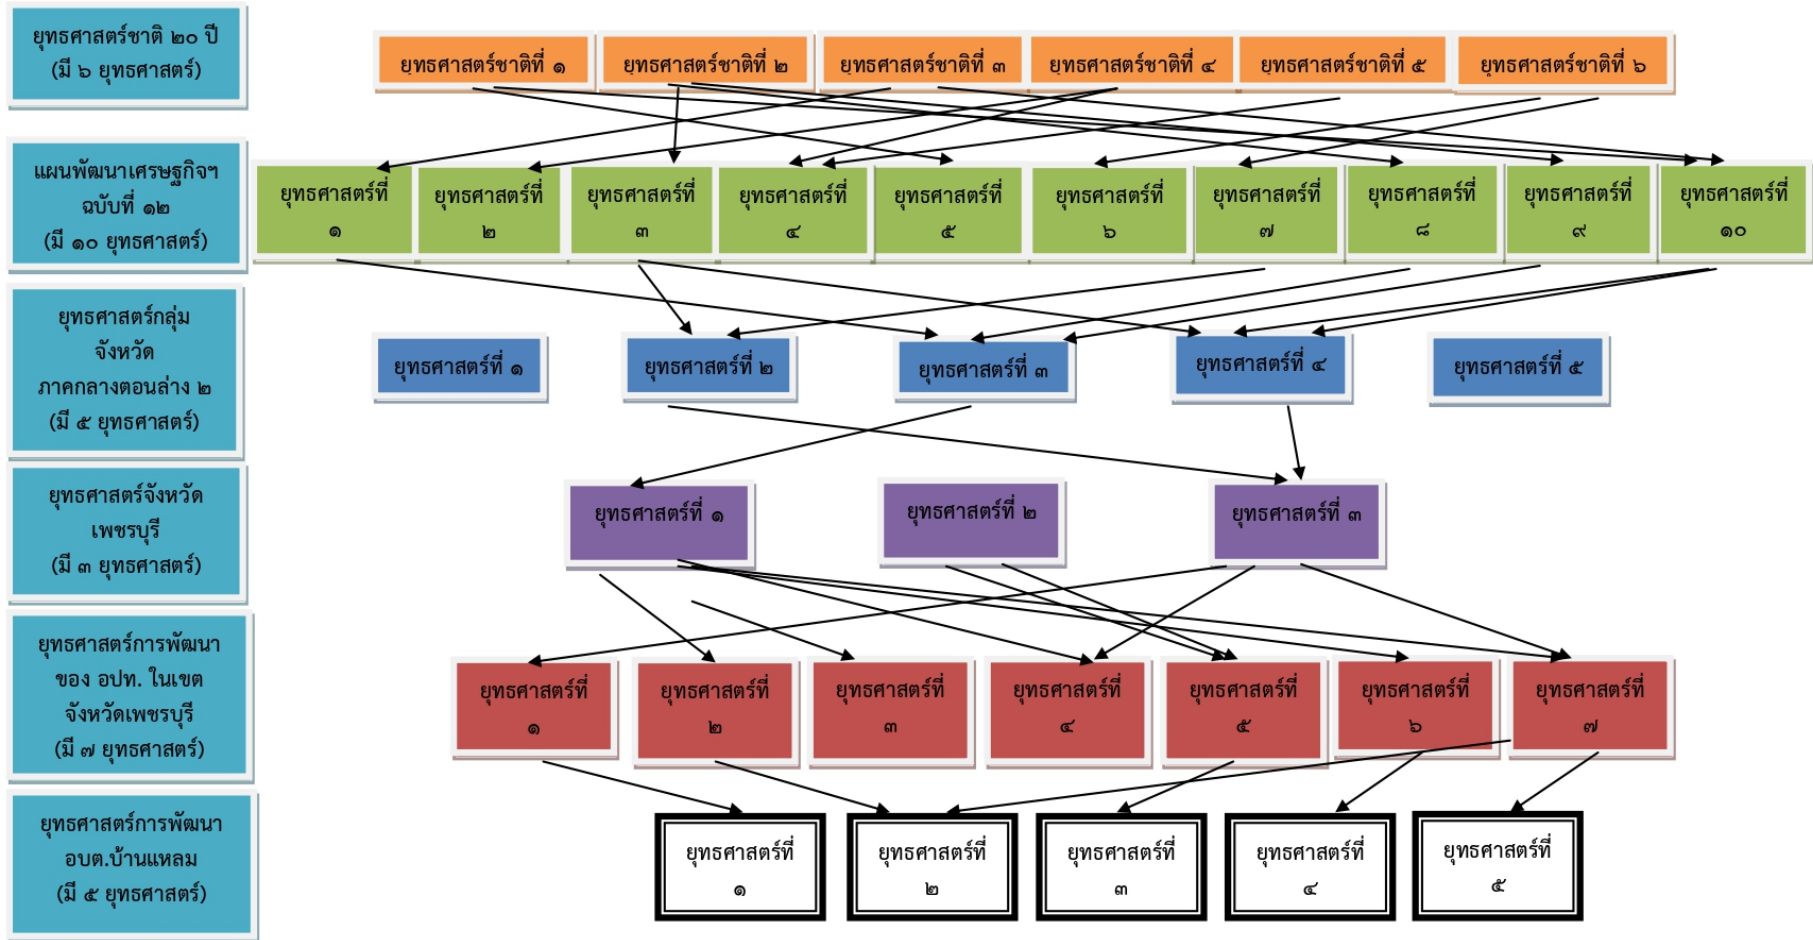 ยุทธศาสตร์ชาติ ๒๐ ปี
(มี ๖ ยุทธศาสตร์)
ยุทธศาสตร์ชาติที่ ๑
ยุทธศาสตร์ชาติที่ ๒
ยุทธศาสตร์ชาติที่ ๓
ยุทธศาสตร์ชาติที่ ๔
ยุทธศาสตร์ชาติที่ ๕
ยุทธศาสตร์ชาติที่ ๖
แผนพัฒนาเศรษฐกิจฯ
ฉบับที่ ๑๒
(มี ๑๐ ยุทธศาสตร์)
ยุทธศาสตร์ที่
๑
ยุทธศาสตร์ที่
๒
ยุทธศาสตร์ที่
๓
ยุทธศาสตร์ที่
๔
ยุทธศาสตร์ที่
๕
ยุทธศาสตร์ที่
๖
ยุทธศาสตร์ที่
๗
ยุทธศาสตร์ที่
๘
ยุทธศาสตร์ที่
๙
ยุทธศาสตร์ที่
๑๐
ยุทธศาสตร์กลุ่ม
จังหวัด
ภาคกลางตอนล่าง ๒
(มี ๕ ยุทธศาสตร์)
ยุทธศาสตร์ที่ ๑
ยุทธศาสตร์ที่ ๒
ยุทธศาสตร์ที่ ๓
ยุทธศาสตร์ที่ ๔
ยุทธศาสตร์ที่ ๕
ยุทธศาสตร์จังหวัด
เพชรบุรี
(มี ๓ ยุทธศาสตร์)
ยุทธศาสตร์ที่ ๑
ยุทธศาสตร์ที่ ๒
ยุทธศาสตร์ที่ ๓
ยุทธศาสตร์การพัฒนา
ของ อปท. ในเขต
จังหวัดเพชรบุรี
(มี ๗ ยุทธศาสตร์)
ยุทธศาสตร์ที่
๑
ยุทธศาสตร์ที่
๒
ยุทธศาสตร์ที่
๓
ยุทธศาสตร์ที่
๔
ยุทธศาสตร์ที่
๕
ยุทธศาสตร์ที่
๖
ยุทธศาสตร์ที่
๗
ยุทธศาสตร์การพัฒนา
อบต.บ้านแหลม
(มี ๕ ยุทธศาสตร์)
ยุทธศาสตร์ที่
๑
ยุทธศาสตร์ที่
๒
ยุทธศาสตร์ที่
๓
ยุทธศาสตร์ที่
๔
ยุทธศาสตร์ที่
๕